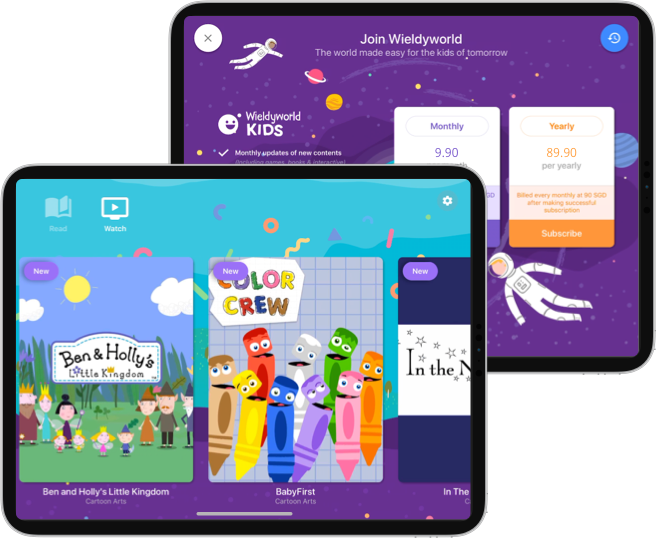 Join Wieldyworld
The world made easy for the kids of tomorrow
Wieldyworld
KIDS
Monthly updates of new contents
(including games, books & interactive)
Monthly
9.90
Yearly
89.90
per yearly
Billed every monthly at 90 SGD
after making successful
subscription
Subscribe
Read
Watch
New
Ben & Holly's
Little Kingdom
Ben and Holly's Little Kingdom
Cartoon Arts
New
COLOR
CREW
BabyFirst
Cartoon Arts
New
In the N
In The